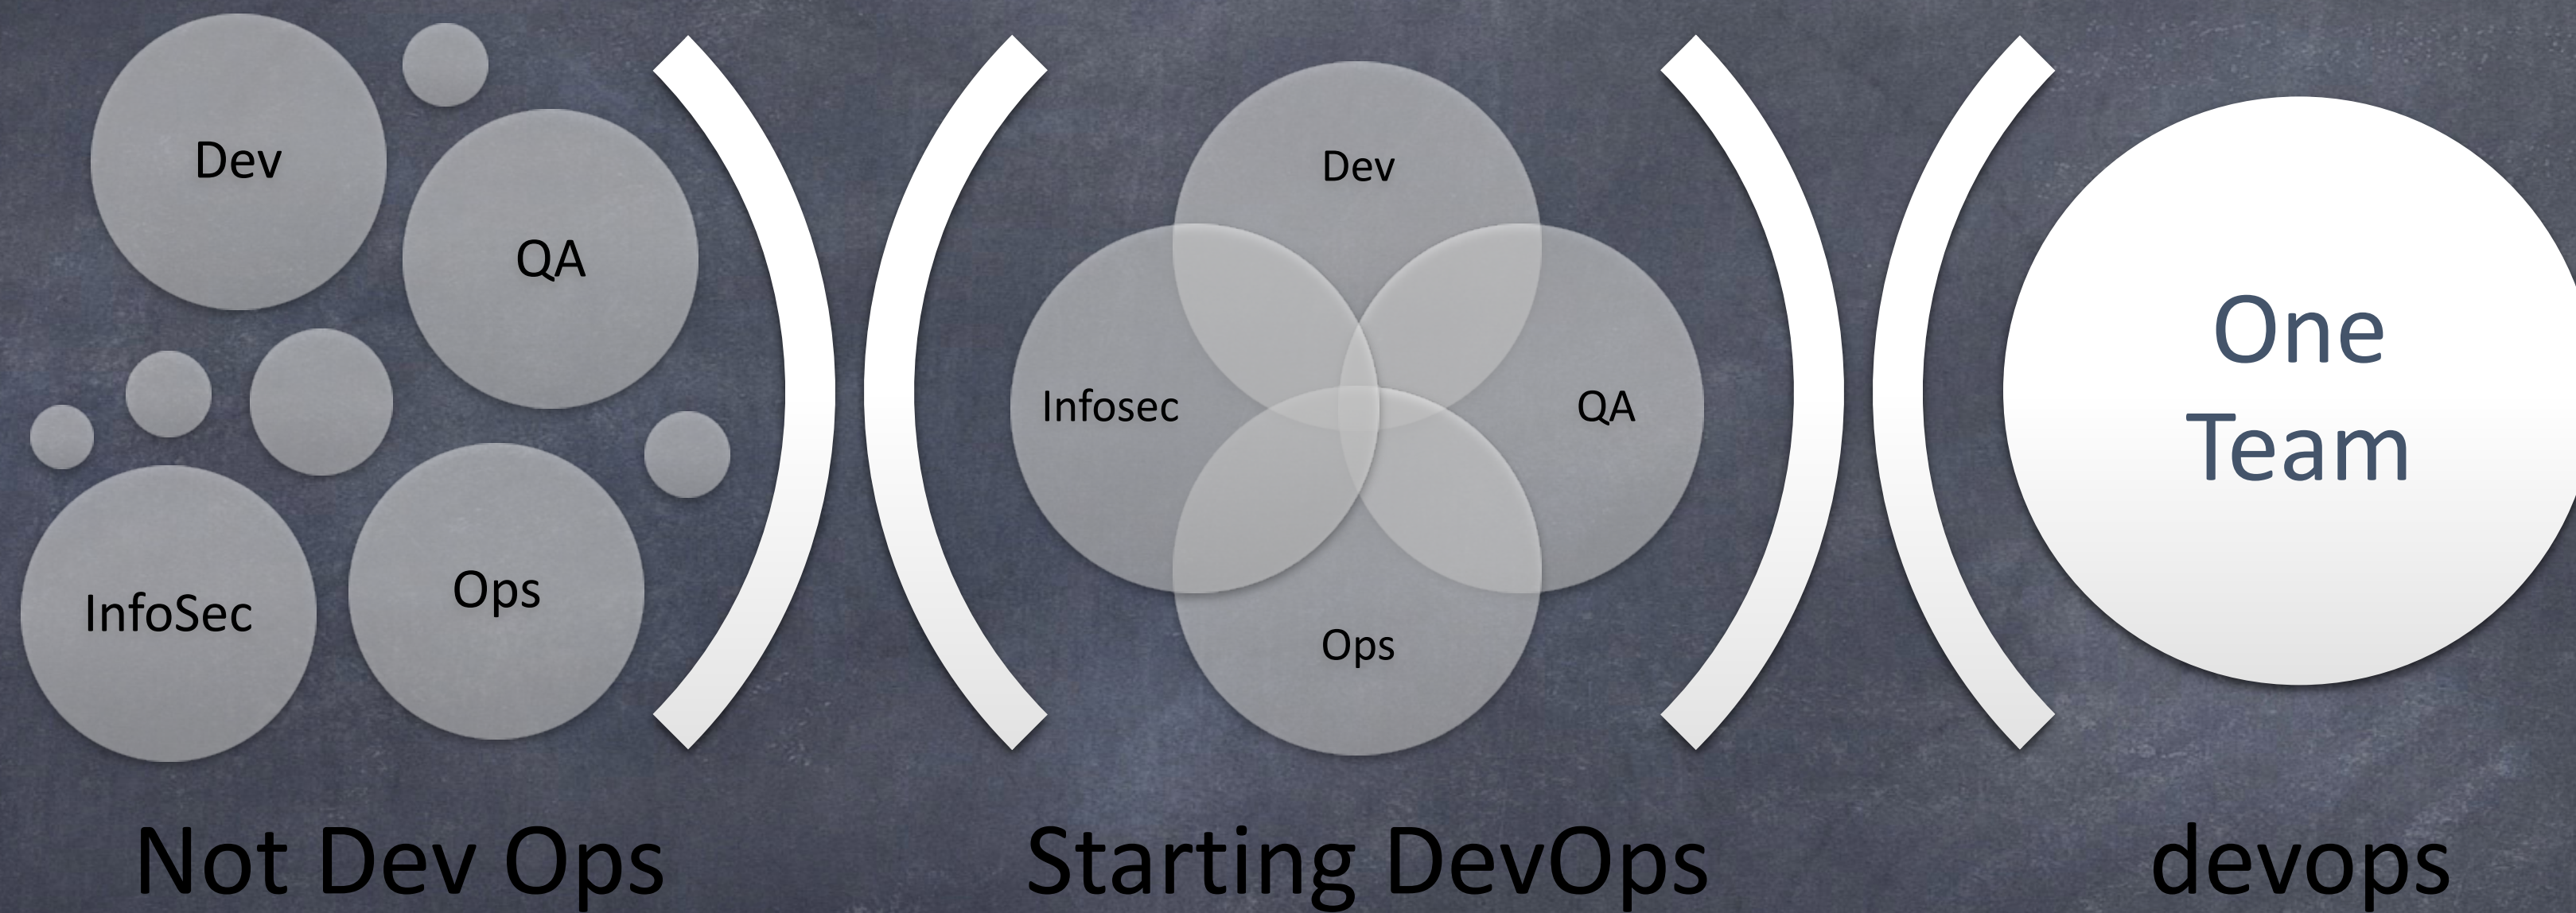 Dev
QA
InfoSec
Ops
Not Dev Ops
Dev
Infosec
QA
Ops
Starting DevOps
One
Team
devops